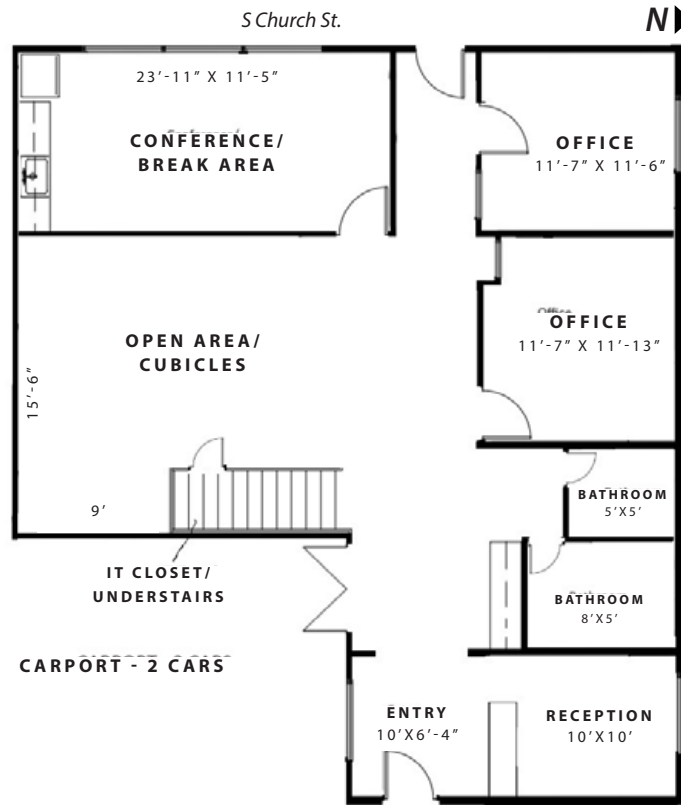 S Church St.
N
23'-11" X 11'-5"
CONFERENCE/
BREAK AREA
OFFICE
11'-7" X 11'-6"
OFFICE
11'-7" X 11'-13"
OPEN AREA/
CUBICLES
15'-6"
9'
BATHROOM
5'X5'
IT CLOSET/
UNDERSTAIRS
BATHROOM
8'X5'
CARPORT - 2 CARS
ENTRY
10'X6'-4"
RECEPTION
10'X10'